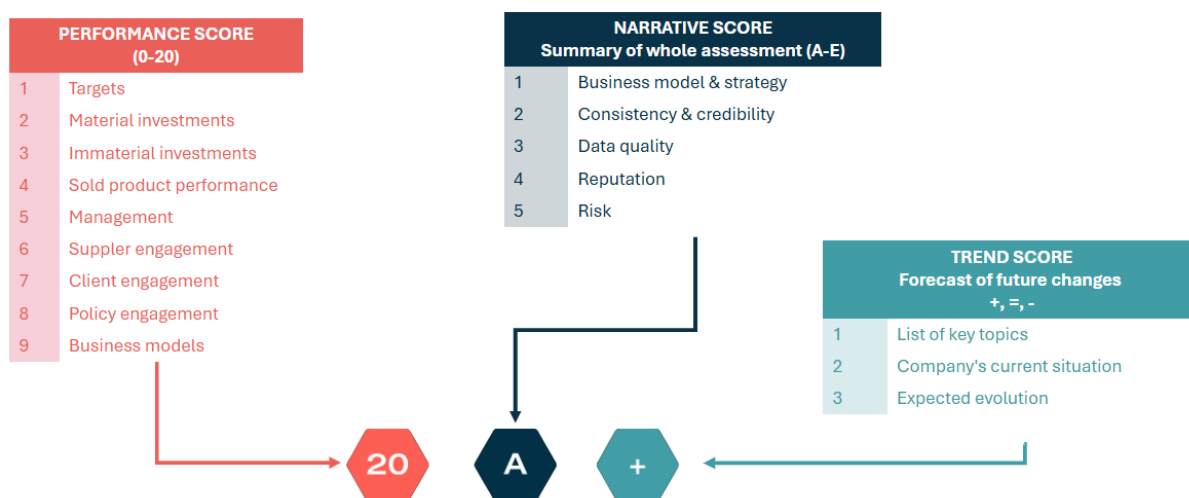 PERFORMANCE SCORE
(0-20)
1 Targets
2 Material investments
3 Immaterial investments
4 Sold product performance
5 Management
6 Suppler engagement
7 Client engagement
8 Policy engagement
9 Business models
NARRATIVE SCORE
Summary of whole assessment (A-E)
1 Business model & strategy
2 Consistency & credibility
3 Data quality
4 Reputation
5 Risk
TREND SCORE
Forecast of future changes
+, =, -
1 List of key topics
2 Company's current situation
3 Expected evolution
20
A
+